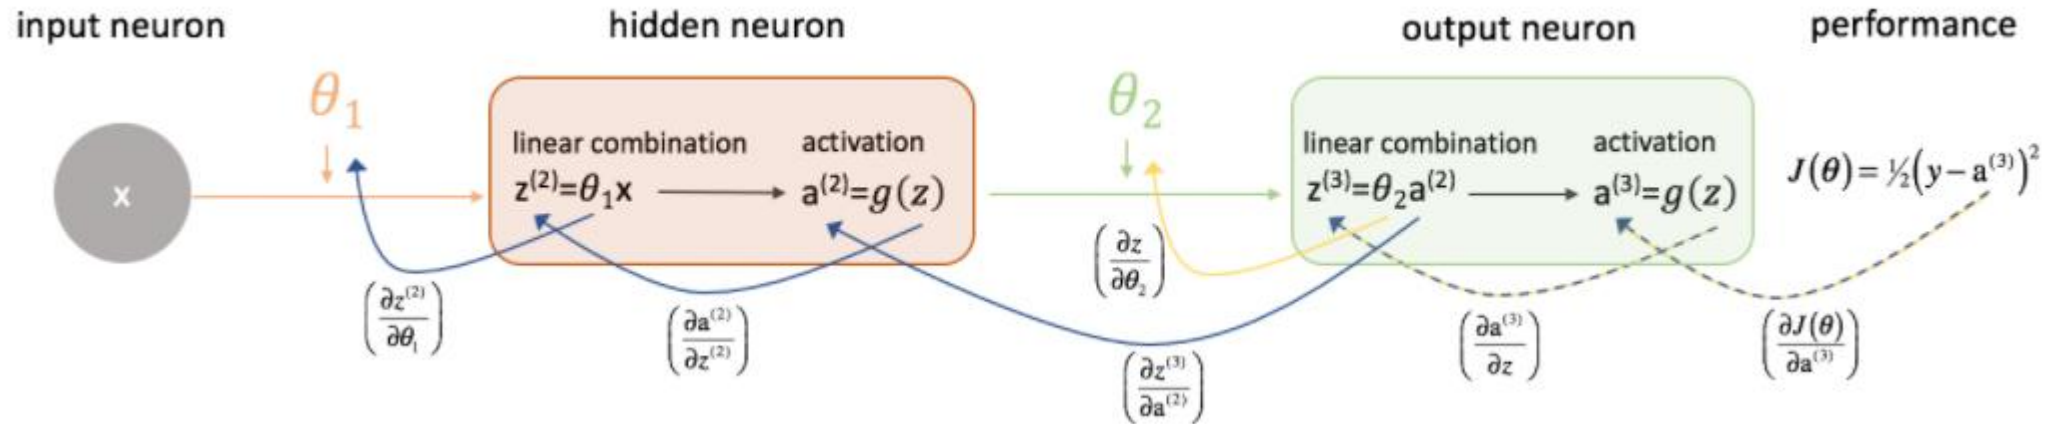 input neuron
hidden neuron
output neuron
performance
θ₁
θ₂
linear combination
activation
linear combination
activation
x
z⁽²⁾=θ₁x
a⁽²⁾=g(z)
z⁽³⁾=θ₂a⁽²⁾
a⁽³⁾=g(z)
J(θ)=½(y−a⁽³⁾)²
(∂z⁽²⁾/∂θ₁)
(∂a⁽²⁾/∂z⁽²⁾)
(∂z/∂θ₂)
(∂z⁽³⁾/∂a⁽²⁾)
(∂a⁽³⁾/∂z)
(∂J(θ)/∂a⁽³⁾)